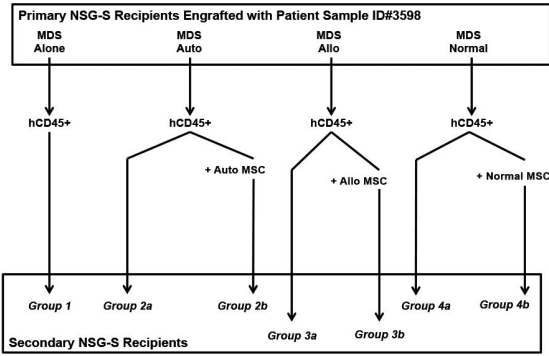 Primary NSG-S Recipients Engrafted with Patient Sample ID#3598
MDS Alone
MDS Auto
MDS Allo
MDS Normal
hCD45+
hCD45+
hCD45+
hCD45+
+ Auto MSC
+ Allo MSC
+ Normal MSC
Group 1
Group 2a
Group 2b
Group 3a
Group 3b
Group 4a
Group 4b
Secondary NSG-S Recipients